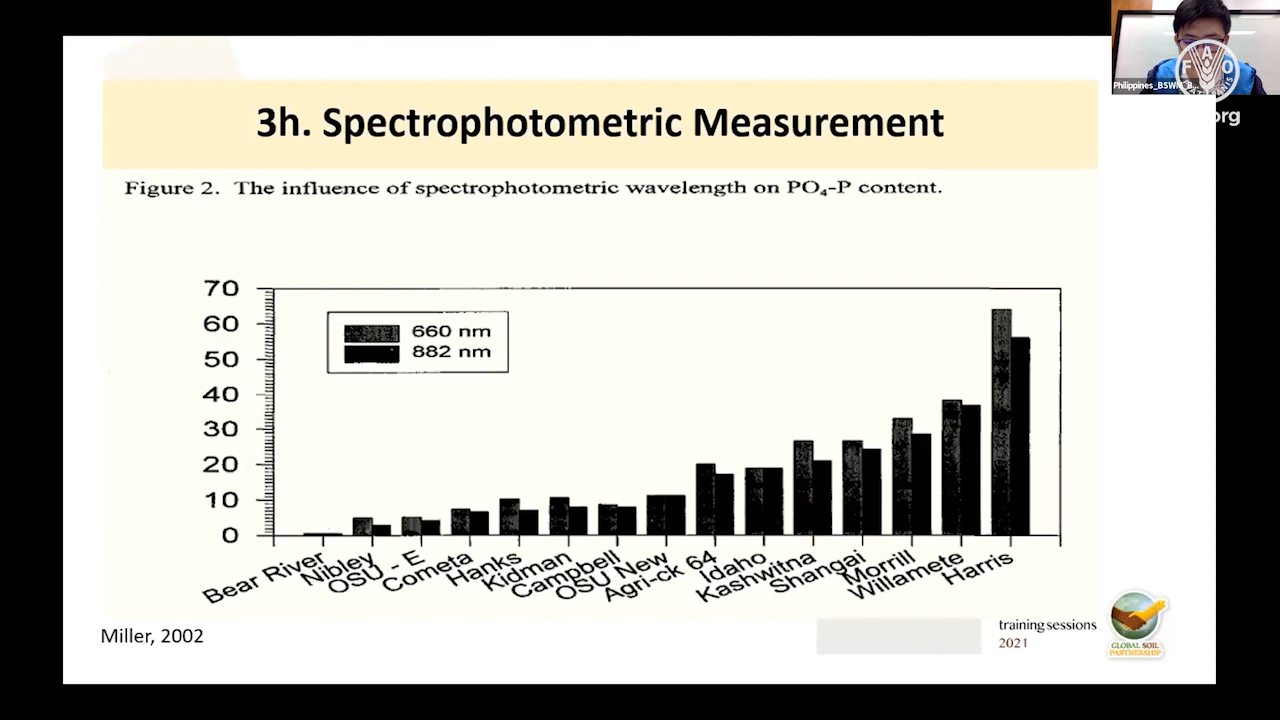 3h. Spectrophotometric Measurement
Figure 2. The influence of spectrophotometric wavelength on PO₄-P content.
70
60
50
40
30
20
10
0
660 nm
882 nm
Bear River
Nibley
OSU - E
Cometa
Hanks
Kidman
Campbell
OSU New
Agri-ck 64
Idaho
Kashwitna
Shangai
Morrill
Willamete
Harris
Miller, 2002
training sessions
2021
GLOBAL SOIL
PARTNERSHIP
F A O
org